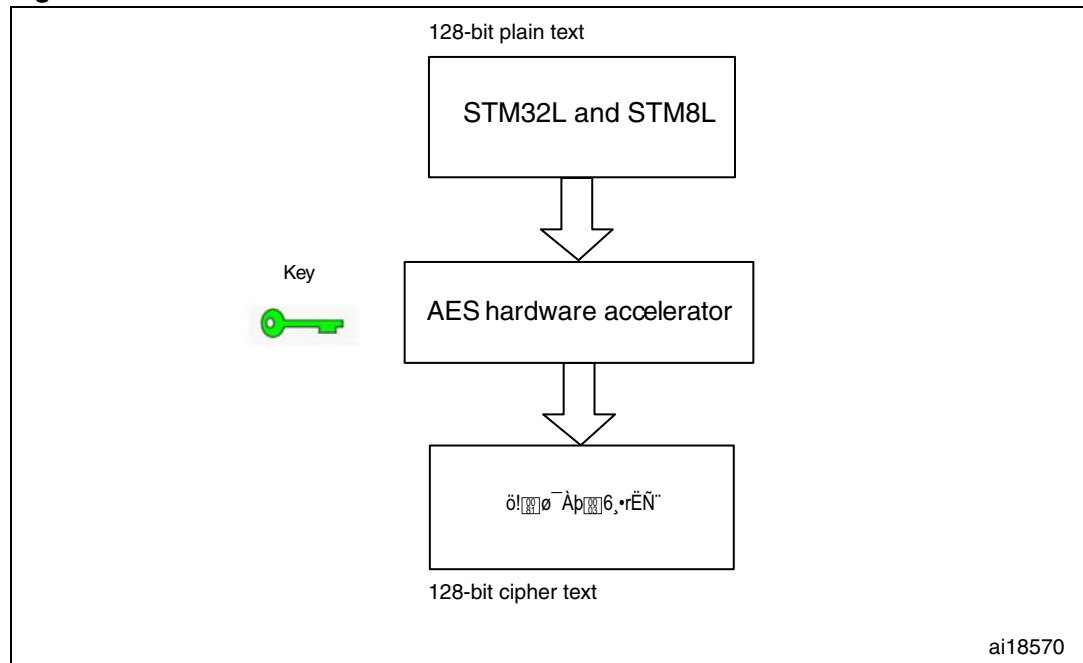 128-bit plain text
STM32L and STM8L
Key
AES hardware accelerator
128-bit cipher text
ai18570